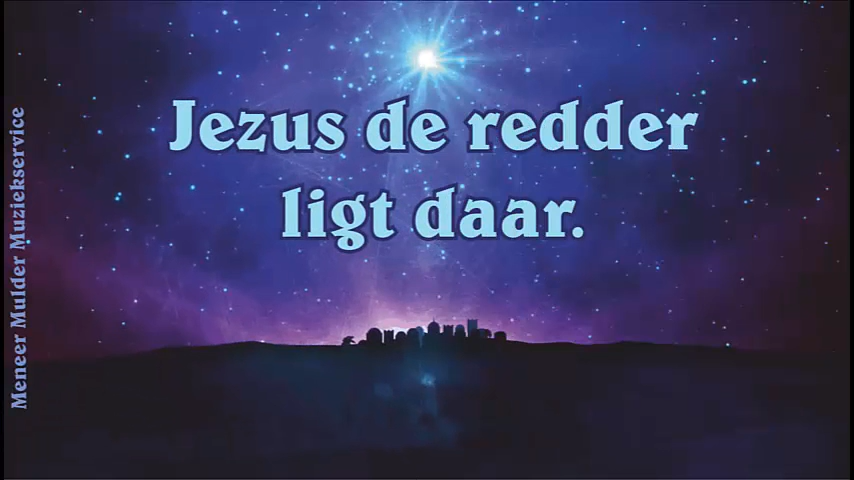 Jezus de redder
ligt daar.
Meneer Mulder Muziekservice